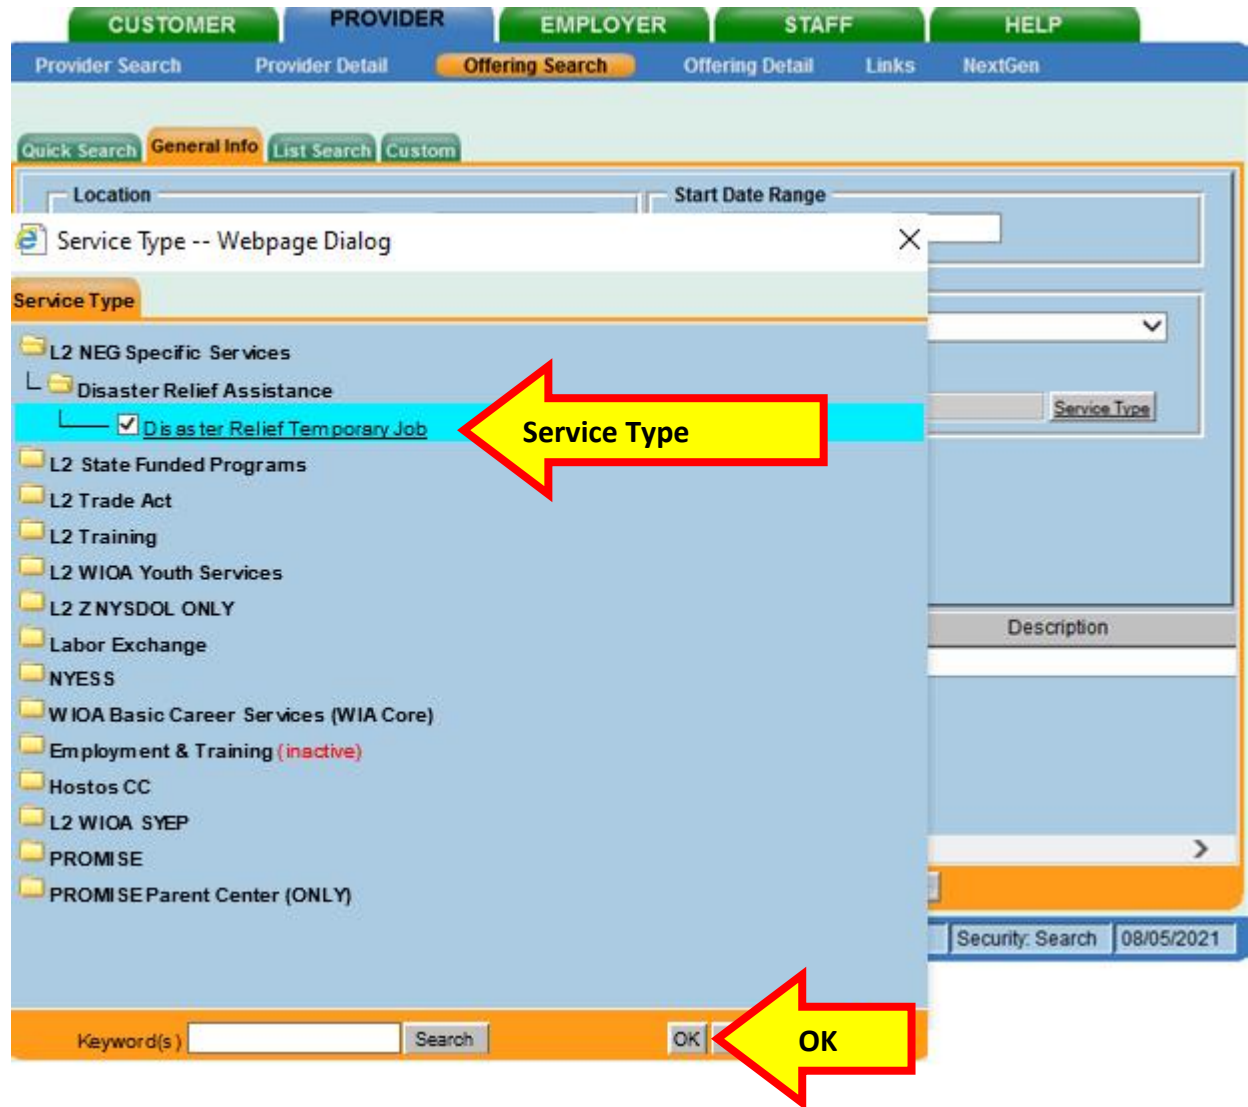 CUSTOMER PROVIDER EMPLOYER STAFF HELP
Provider Search Provider Detail Offering Search Offering Detail Links NextGen
Quick Search General Info List Search Custom
Location Start Date Range
Service Type -- Webpage Dialog
Service Type
L2 NEG Specific Services
Disaster Relief Assistance
Service Type
Disaster Relief Temporary Job Service Type
L2 State Funded Programs
L2 Trade Act
L2 Training
L2 WIOA Youth Services
L2 Z NYSDOL ONLY
Description
Labor Exchange
NYESS
WIOA Basic Career Services (WIA Core)
Employment & Training (inactive)
Hostos CC
L2 WIOA SYEP
PROMISE
PROMISE Parent Center (ONLY)
Security: Search 08/05/2021
Keyword(s) Search OK OK